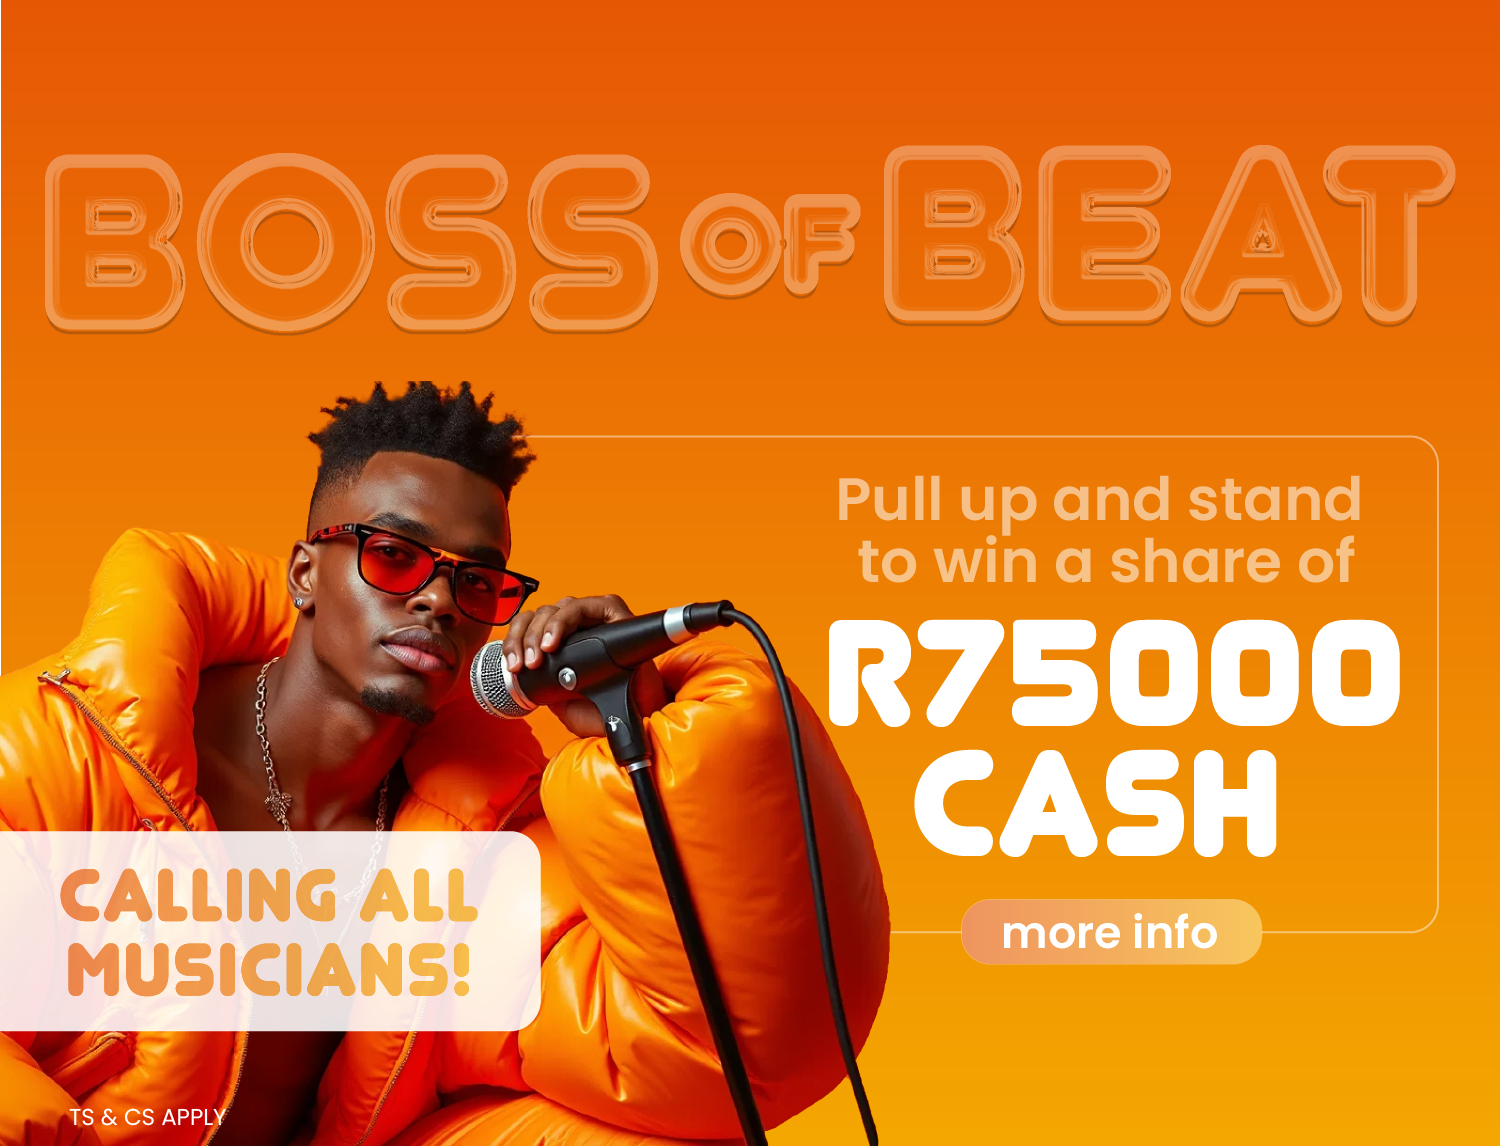 BOSS OF BEAT
Pull up and stand
to win a share of
R75000
CASH
more info
CALLING ALL
MUSICIANS!
TS & CS APPLY